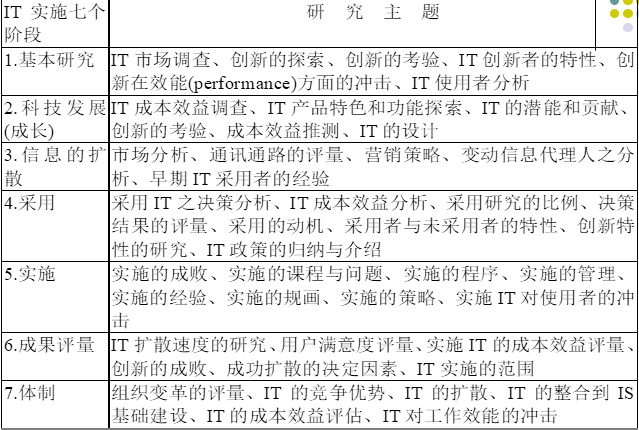 IT 实施七个 研 究 主 题
阶段
1.基本研究 IT 市场调查、创新的探索、创新的考验、IT 创新者的特性、创
新在效能(performance)方面的冲击、IT 使用者分析
2.科技发展 IT 成本效益调查、IT 产品特色和功能探索、IT 的潜能和贡献、
(成长) 创新的考验、成本效益推测、IT 的设计
3.信息的扩 市场分析、通讯通路的评量、营销策略、变动信息代理人之分
散 析、早期 IT 采用者的经验
4.采用 采用 IT 之决策分析、IT 成本效益分析、采用研究的比例、决策
结果的评量、采用的动机、采用者与未采用者的特性、创新特
性的研究、IT 政策的归纳与介绍
5.实施 实施的成败、实施的课程与问题、实施的程序、实施的管理、
实施的经验、实施的规画、实施的策略、实施 IT 对使用者的冲
击
6.成果评量 IT 扩散速度的研究、用户满意度评量、实施 IT 的成本效益评量、
创新的成败、成功扩散的决定因素、IT 实施的范围
7.体制 组织变革的评量、IT 的竞争优势、IT 的扩散、IT 的整合到 IS
基础建设、IT 的成本效益评估、IT 对工作效能的冲击